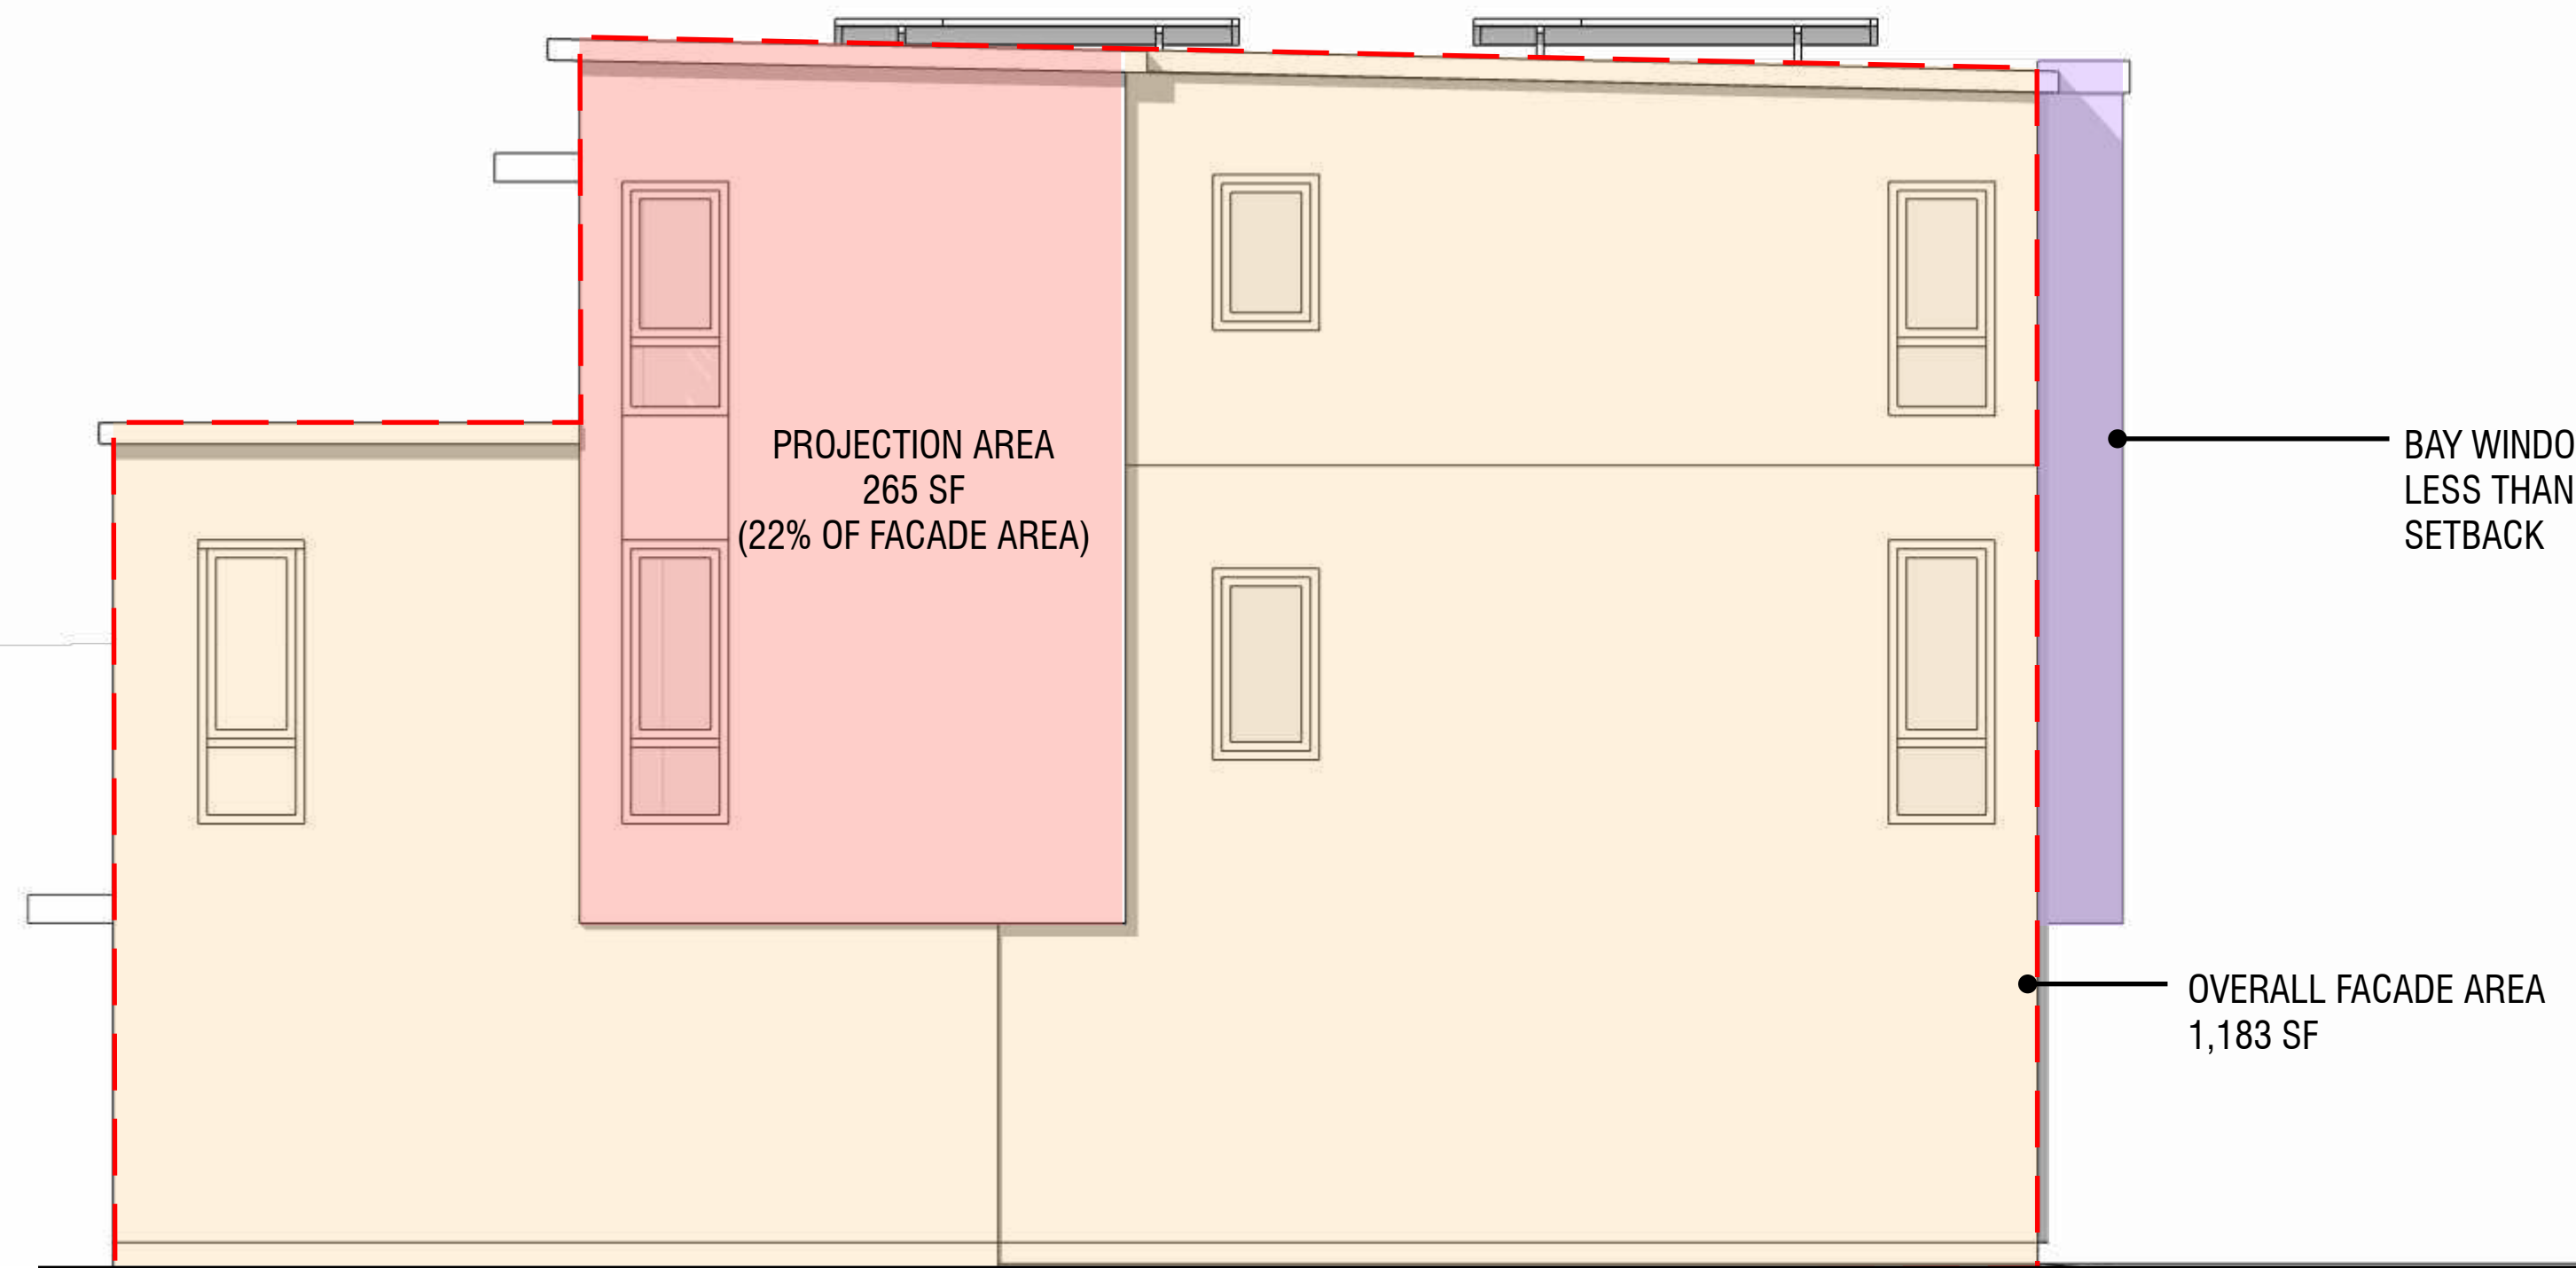 PROJECTION AREA
265 SF
(22% OF FACADE AREA)
BAY WINDO
LESS THAN
SETBACK
OVERALL FACADE AREA
1,183 SF